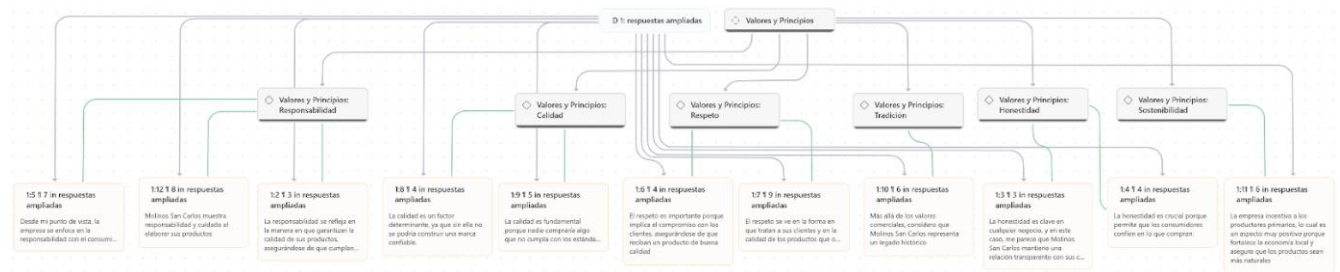 D 1: respuestas ampliadas
Valores y Principios
Valores y Principios:
Responsabilidad
Valores y Principios:
Calidad
Valores y Principios:
Respeto
Valores y Principios:
Tradición
Valores y Principios:
Honestidad
Valores y Principios:
Sostenibilidad
1:5 ¶ 7 in respuestas
ampliadas
Desde mi punto de vista, la
empresa se enfoca en la
responsabilidad con el consumi...
1:12 ¶ 8 in respuestas
ampliadas
Molinos San Carlos muestra
responsabilidad y cuidado al
elaborar sus productos
1:2 ¶ 3 in respuestas
ampliadas
La responsabilidad se refleja en
la manera en que garantizan la
calidad de sus productos,
asegurándose de que cumplan...
1:8 ¶ 4 in respuestas
ampliadas
La calidad es un factor
determinante, ya que sin ella no
se podría construir una marca
confiable.
1:9 ¶ 5 in respuestas
ampliadas
La calidad es fundamental
porque nadie compraría algo
que no cumpla con los estánda...
1:6 ¶ 4 in respuestas
ampliadas
El respeto es importante porque
implica el compromiso con los
clientes, asegurándose de que
reciban un producto de buena
calidad
1:7 ¶ 9 in respuestas
ampliadas
El respeto se ve en la forma en
que tratan a sus clientes y en la
calidad de los productos que o...
1:10 ¶ 6 in respuestas
ampliadas
Más allá de los valores
comerciales, considero que
Molinos San Carlos representa
un legado histórico
1:3 ¶ 3 in respuestas
ampliadas
La honestidad es clave en
cualquier negocio, y en este
caso, me parece que Molinos
San Carlos mantiene una
relación transparente con sus c...
1:4 ¶ 4 in respuestas
ampliadas
La honestidad es crucial porque
permite que los consumidores
confíen en lo que compran.
1:11 ¶ 6 in respuestas
ampliadas
La empresa incentiva a los
productores primarios, lo cual es
un aspecto muy positivo porque
fortalece la economía local y
asegura que los productos sean
más naturales